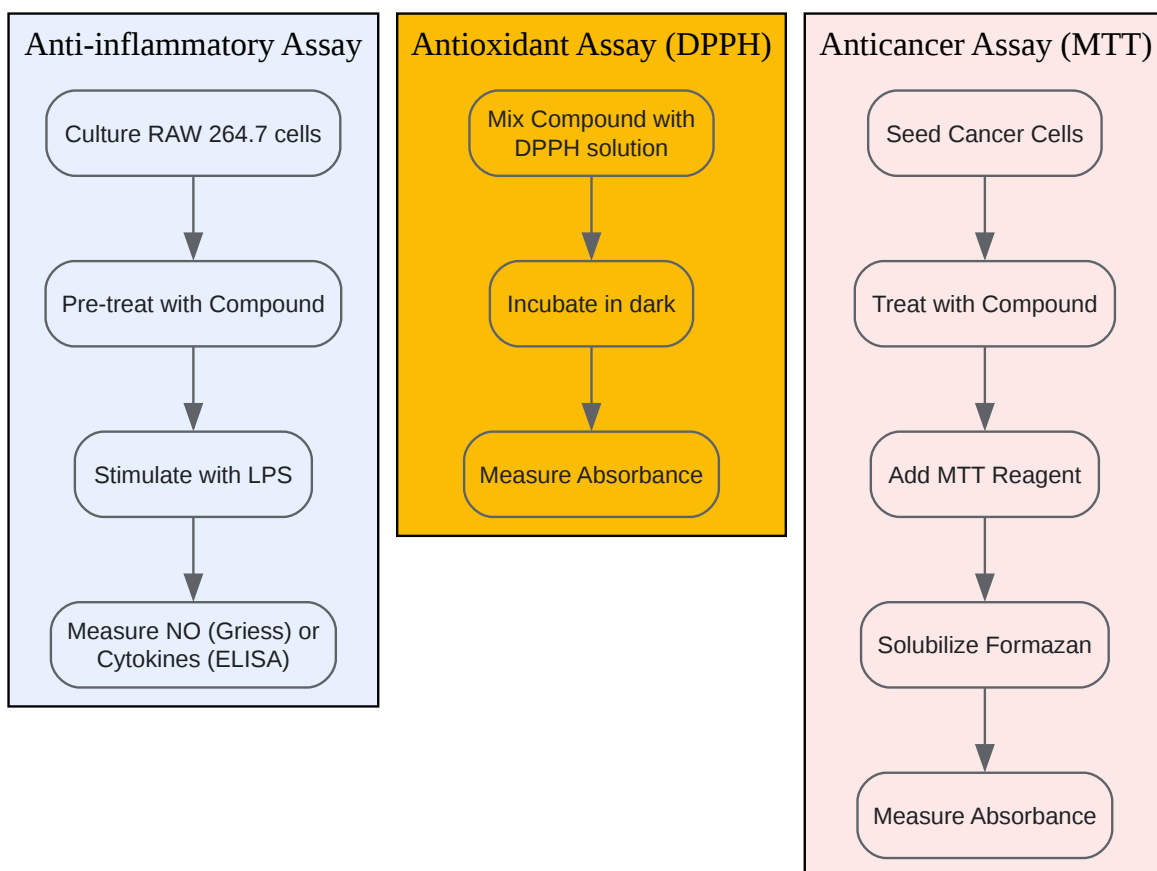 Anti-inflammatory Assay
Culture RAW 264.7 cells
Pre-treat with Compound
Stimulate with LPS
Measure NO (Griess) or
Cytokines (ELISA)
Antioxidant Assay (DPPH)
Mix Compound with
DPPH solution
Incubate in dark
Measure Absorbance
Anticancer Assay (MTT)
Seed Cancer Cells
Treat with Compound
Add MTT Reagent
Solubilize Formazan
Measure Absorbance